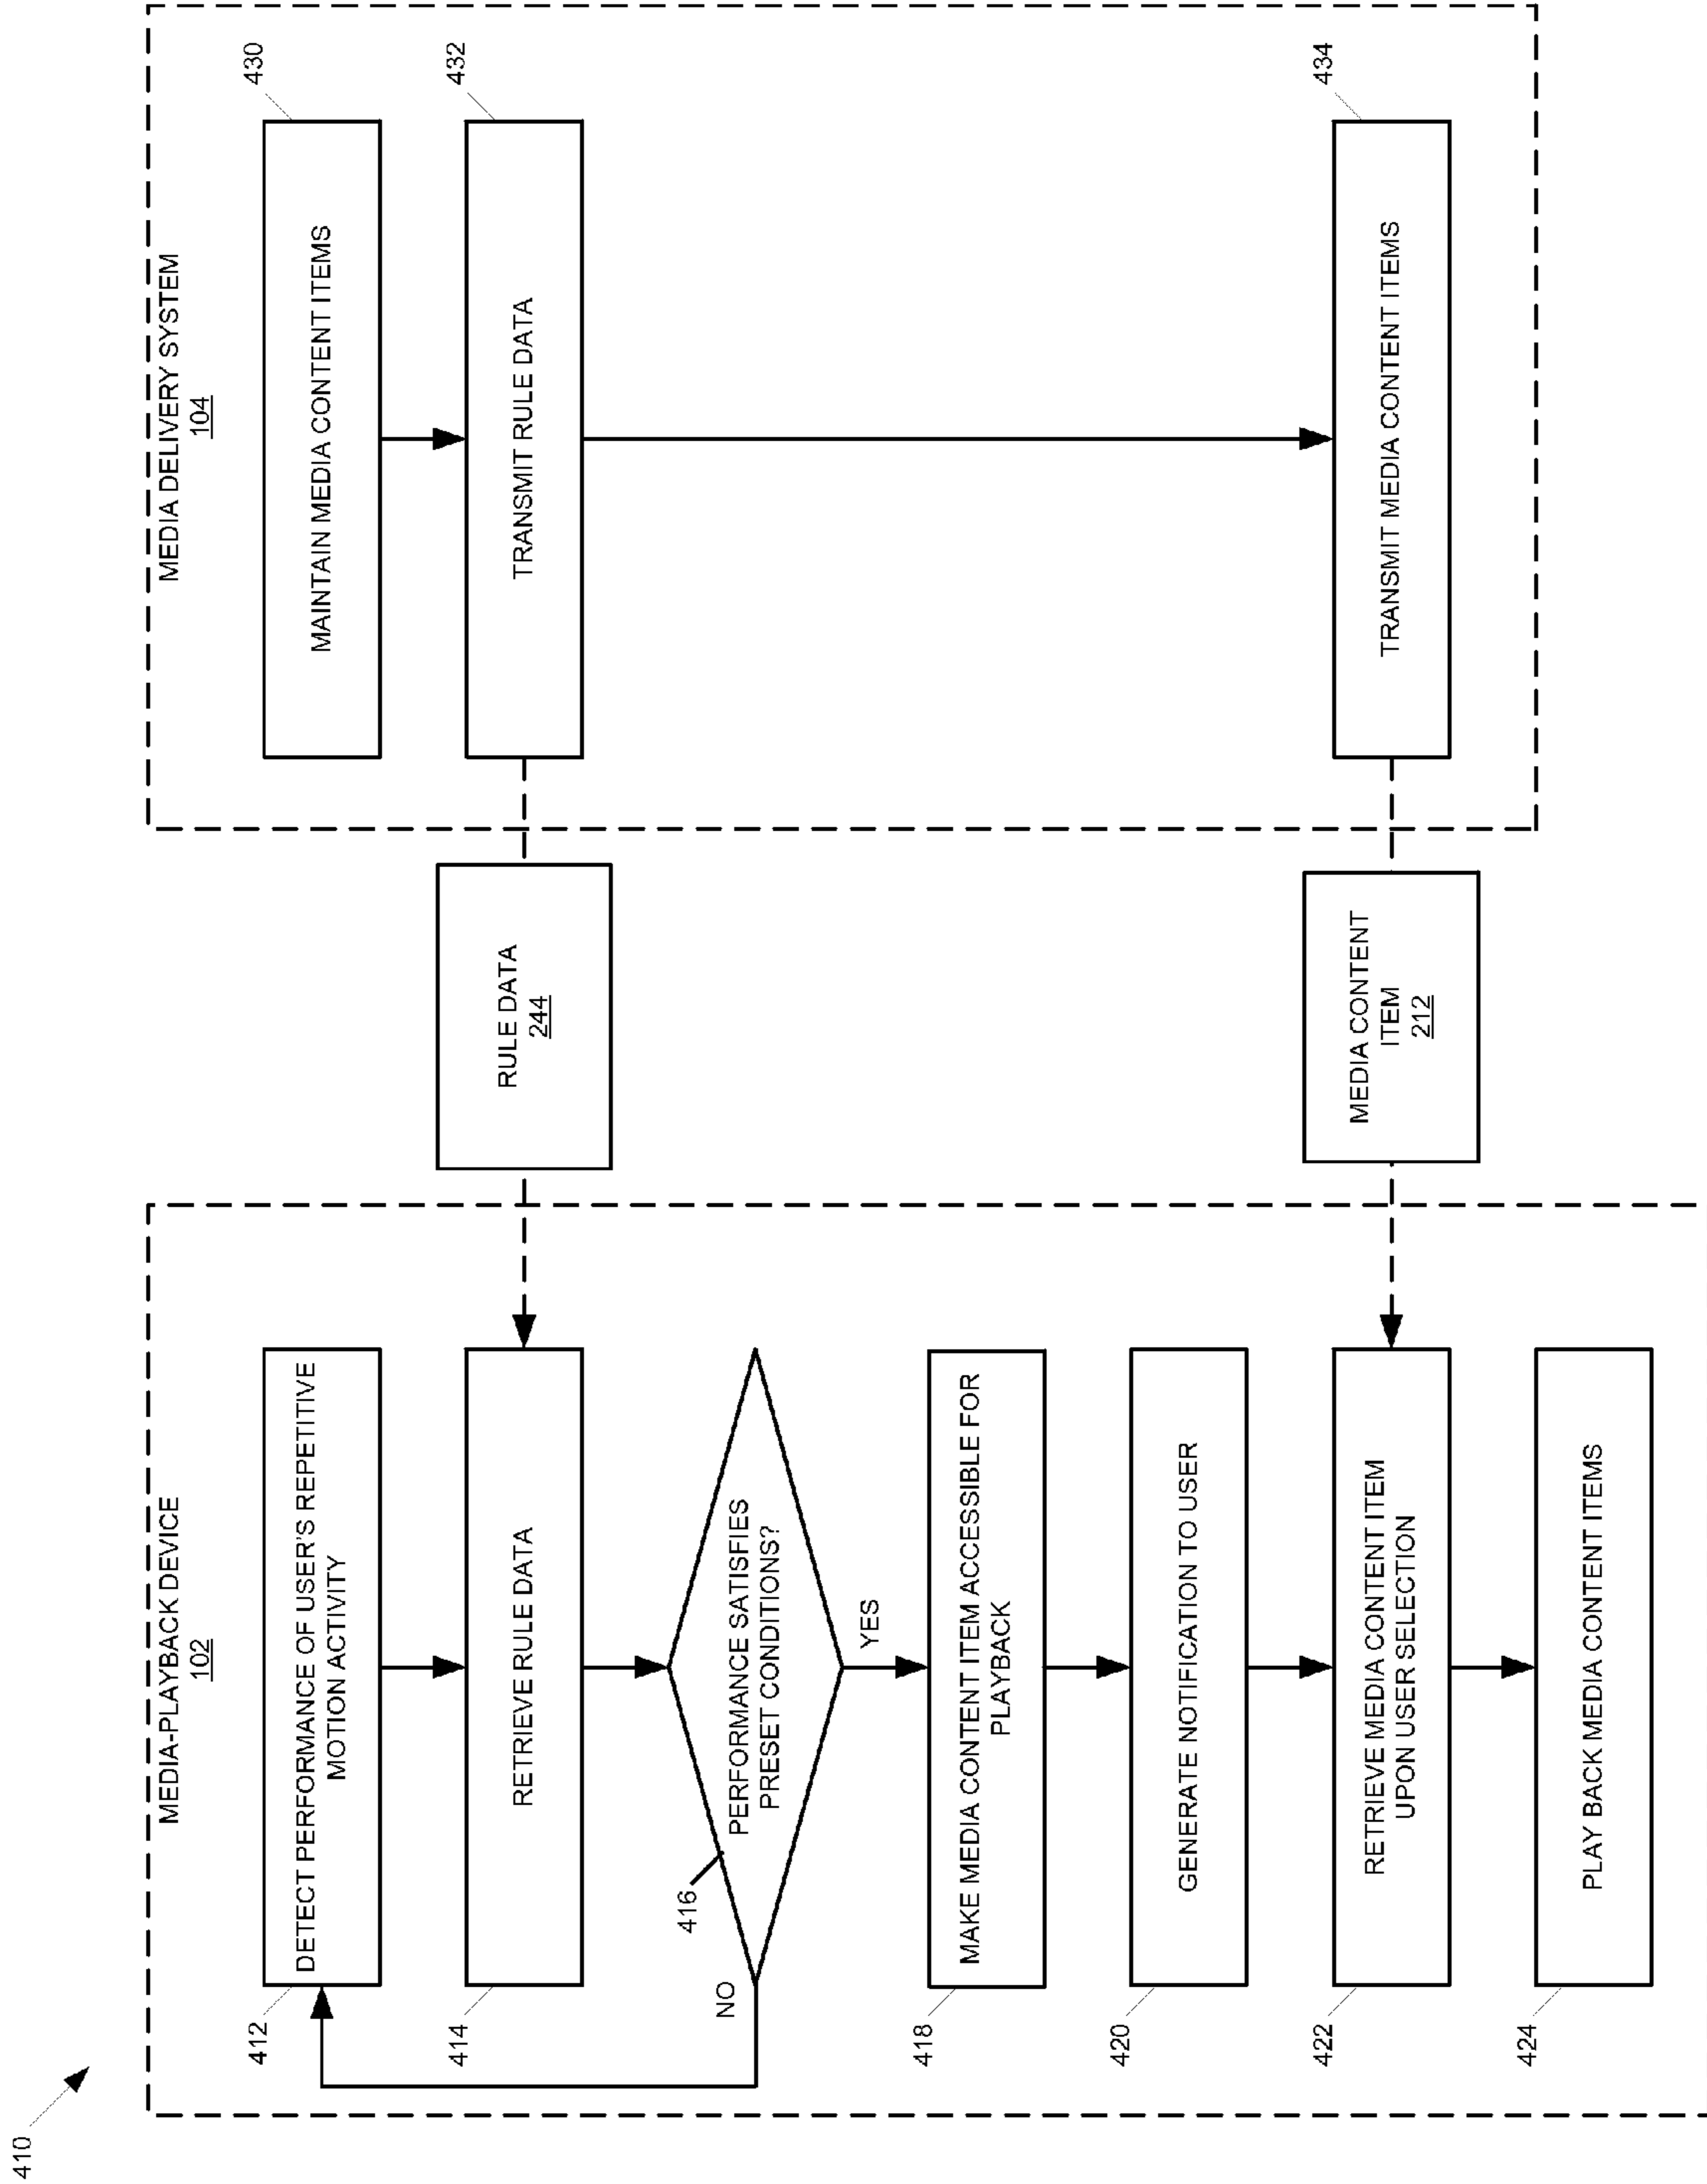 410
MEDIA-PLAYBACK DEVICE
102
412
DETECT PERFORMANCE OF USER'S REPETITIVE
MOTION ACTIVITY
414
RETRIEVE RULE DATA
416
PERFORMANCE SATISFIES
PRESET CONDITIONS?
NO
YES
418
MAKE MEDIA CONTENT ITEM ACCESSIBLE FOR
PLAYBACK
420
GENERATE NOTIFICATION TO USER
422
RETRIEVE MEDIA CONTENT ITEM
UPON USER SELECTION
424
PLAY BACK MEDIA CONTENT ITEMS
RULE DATA
244
MEDIA CONTENT
ITEM
212
MEDIA DELIVERY SYSTEM
104
430
MAINTAIN MEDIA CONTENT ITEMS
432
TRANSMIT RULE DATA
434
TRANSMIT MEDIA CONTENT ITEMS